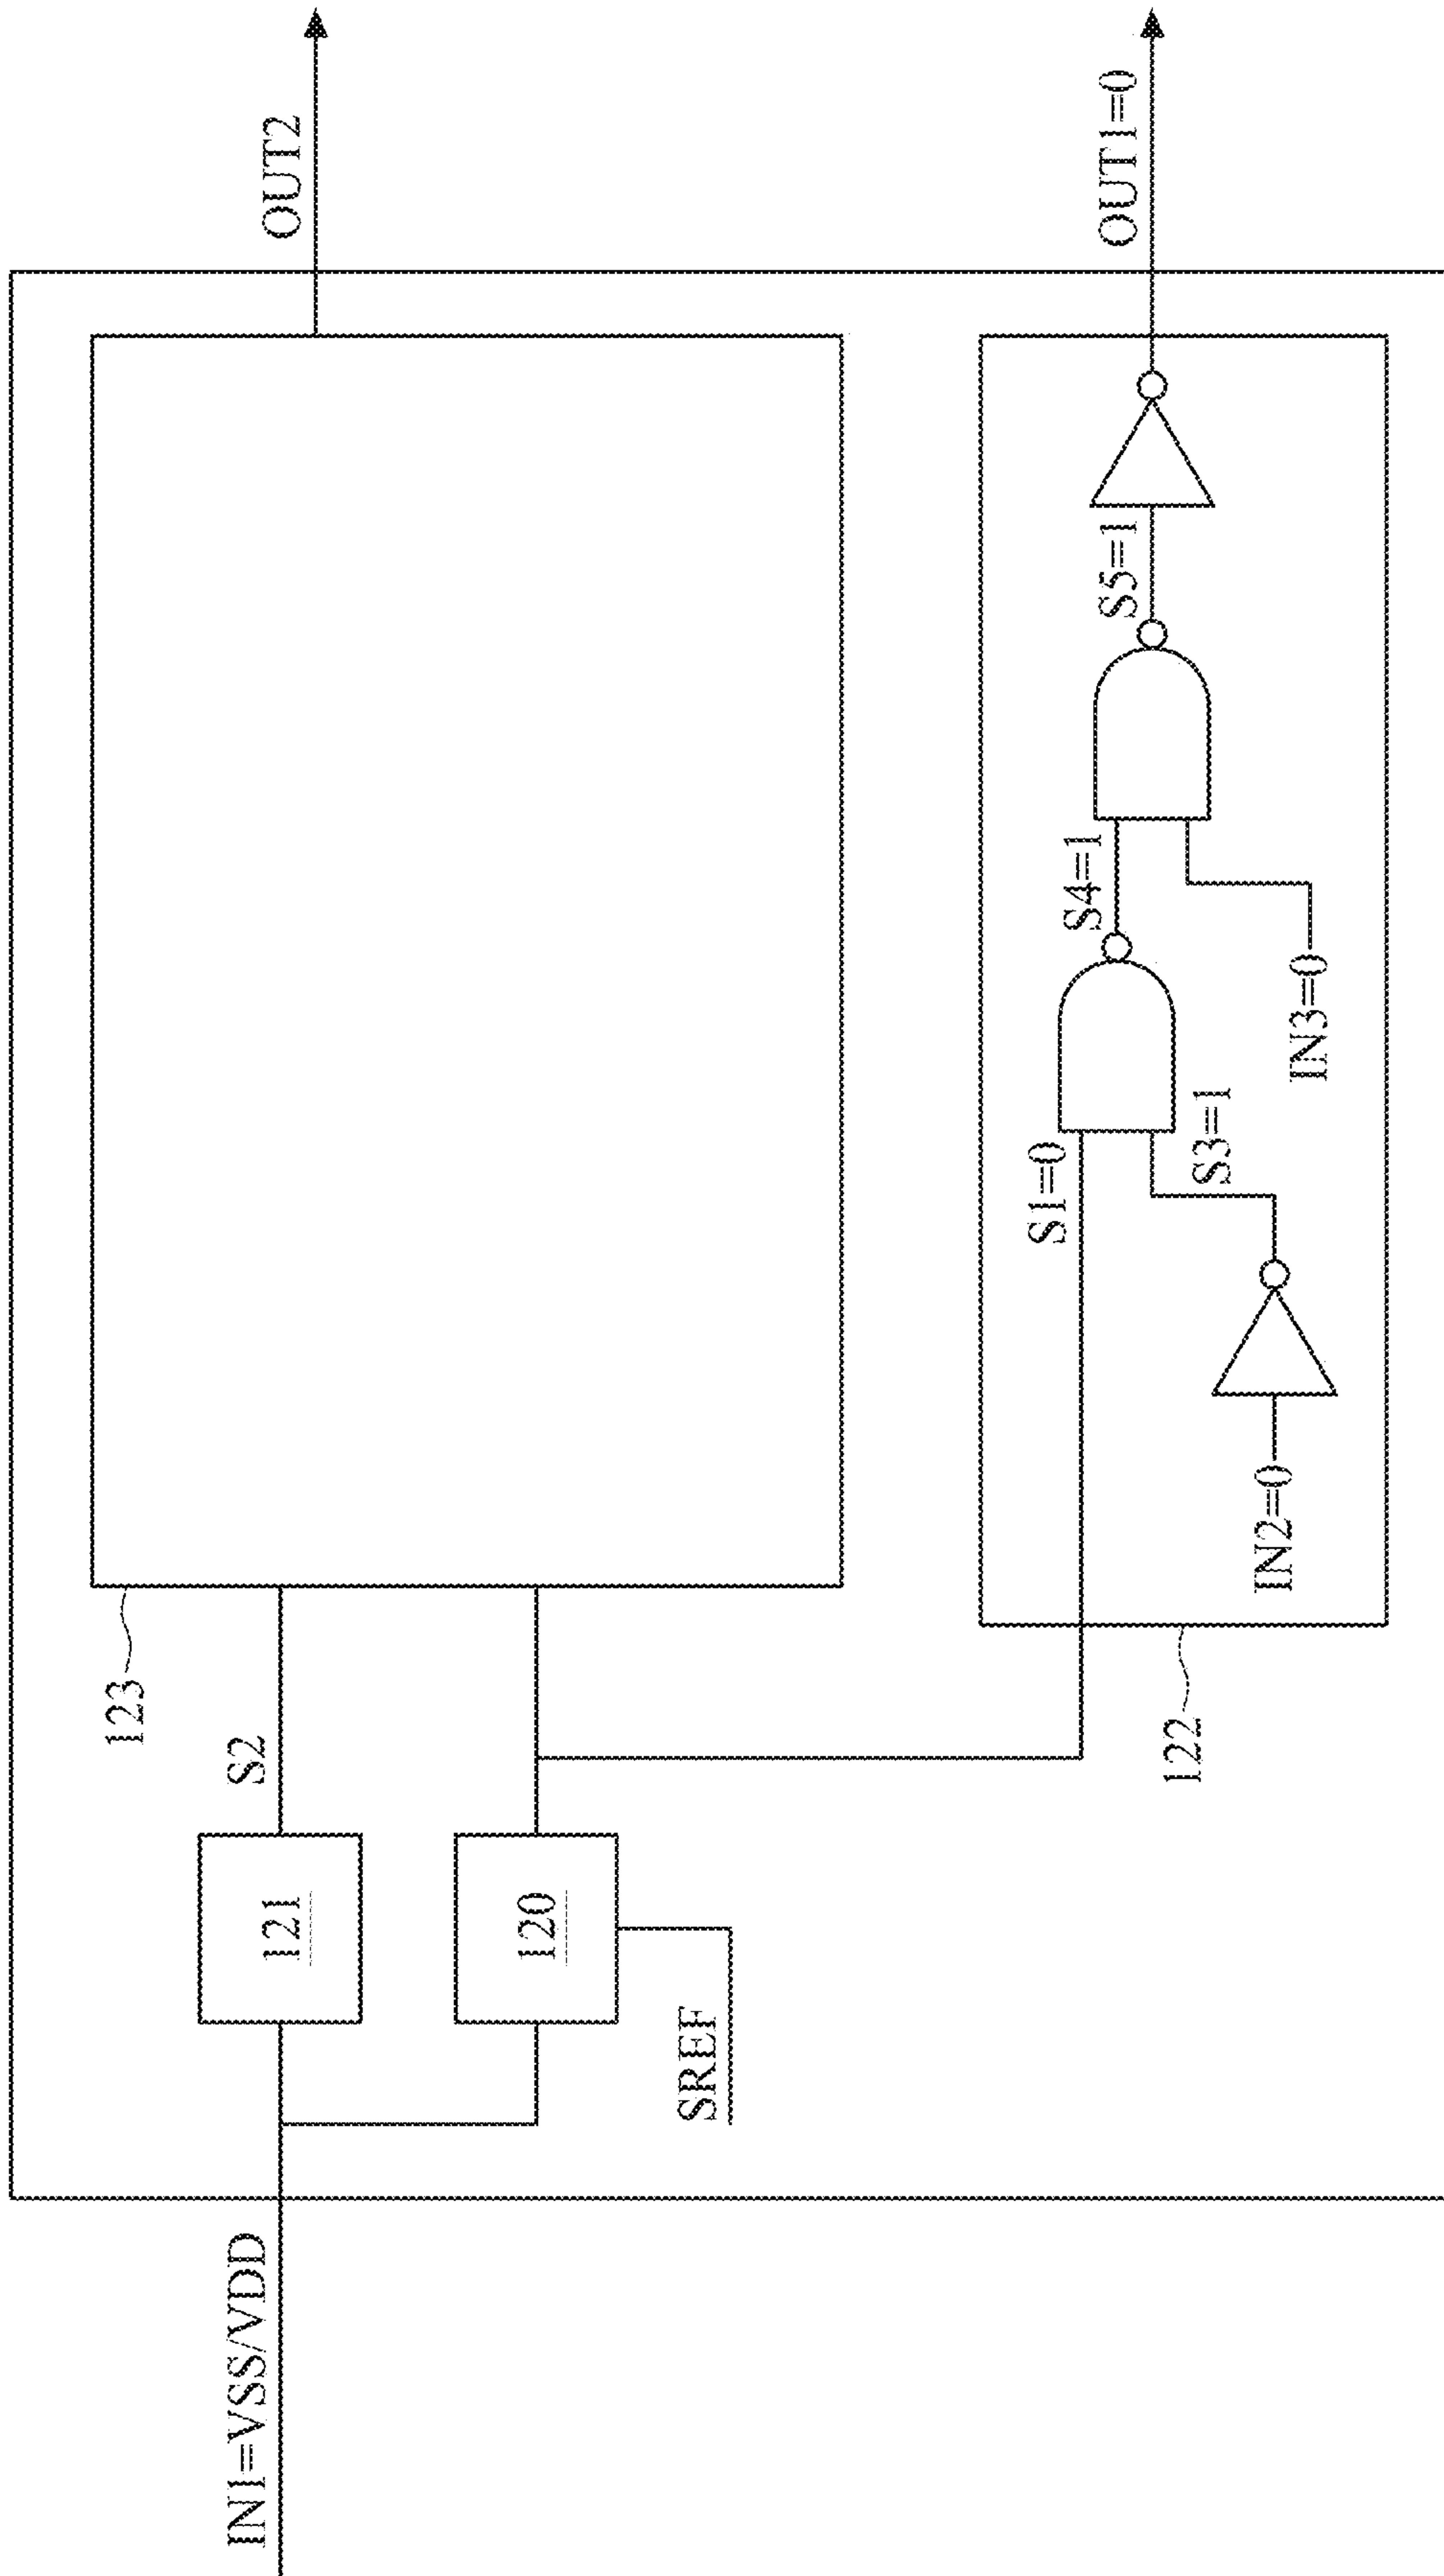 IN1=VSS/VDD
121
S2
123
OUT2
SREF
120
122
S1=0
IN2=0
S3=1
S4=1
IN3=0
S5=1
OUT1=0